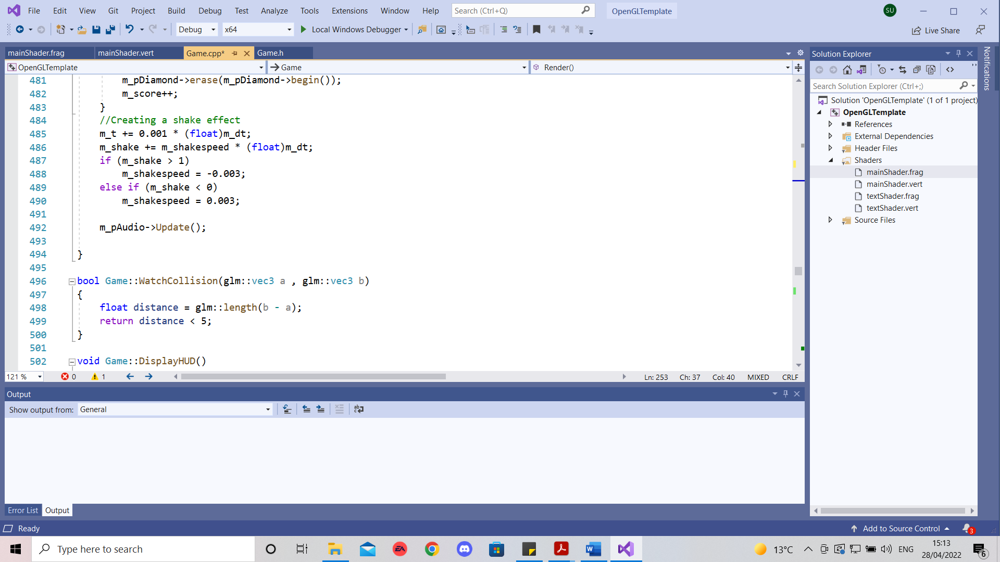 File Edit View Git Project Build Debug Test Analyze Tools Extensions Window Help Search (Ctrl+Q) OpenGLTemplate SU
Debug x64 Local Windows Debugger Live Share
mainShader.frag mainShader.vert Game.cpp* Game.h
OpenGLTemplate Game Render()
481 m_pDiamond->erase(m_pDiamond->begin());
482 m_score++;
483 }
484 //Creating a shake effect
485 m_t += 0.001 * (float)m_dt;
486 m_shake += m_shakespeed * (float)m_dt;
487 if (m_shake > 1)
488 m_shakespeed = -0.003;
489 else if (m_shake < 0)
490 m_shakespeed = 0.003;
491
492 m_pAudio->Update();
493
494 }
495
496 bool Game::WatchCollision(glm::vec3 a , glm::vec3 b)
497 {
498 float distance = glm::length(b - a);
499 return distance < 5;
500 }
501
502 void Game::DisplayHUD()
121 % 0 1 Ln: 253 Ch: 37 Col: 40 MIXED CRLF
Output
Show output from: General
Error List Output
Solution Explorer
Search Solution Explorer (Ctrl+;)
Solution 'OpenGLTemplate' (1 of 1 project)
OpenGLTemplate
References
External Dependencies
Header Files
Shaders
mainShader.frag
mainShader.vert
textShader.frag
textShader.vert
Source Files
Notifications
Ready Add to Source Control 3
Type here to search EA 13°C ENG 15:13
28/04/2022 6